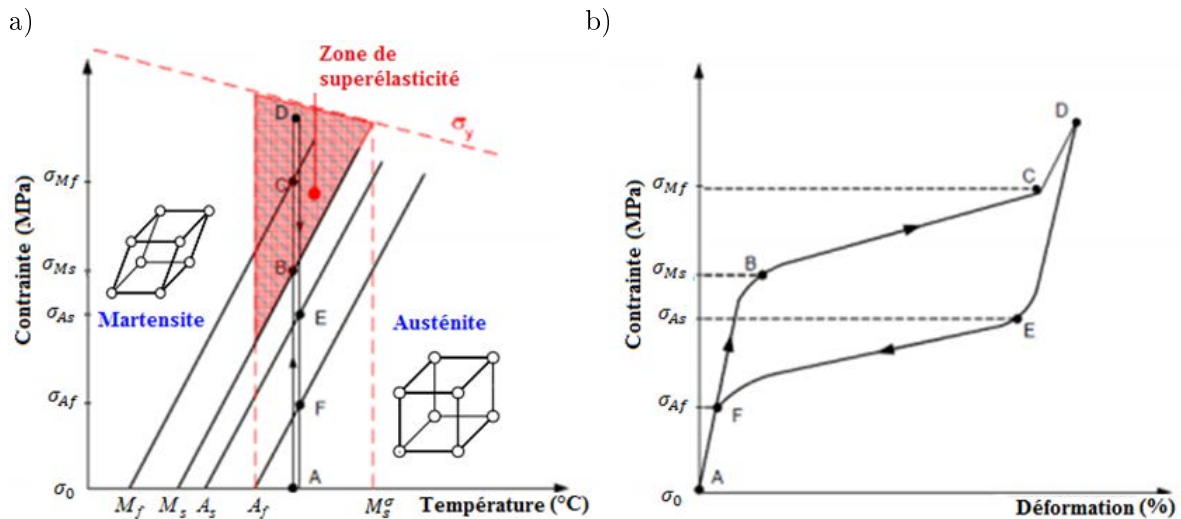 a)
Zone de
superélasticité
D
σy
Contrainte (MPa)
σMf
C
σMs
B
σAs
E
Martensite
Austénite
σAf
F
σ0
A
Mf
Ms
As
Af
Msσ
Température (°C)
b)
Contrainte (MPa)
D
σMf
C
σMs
B
σAs
E
σAf
F
σ0
A
Déformation (%)